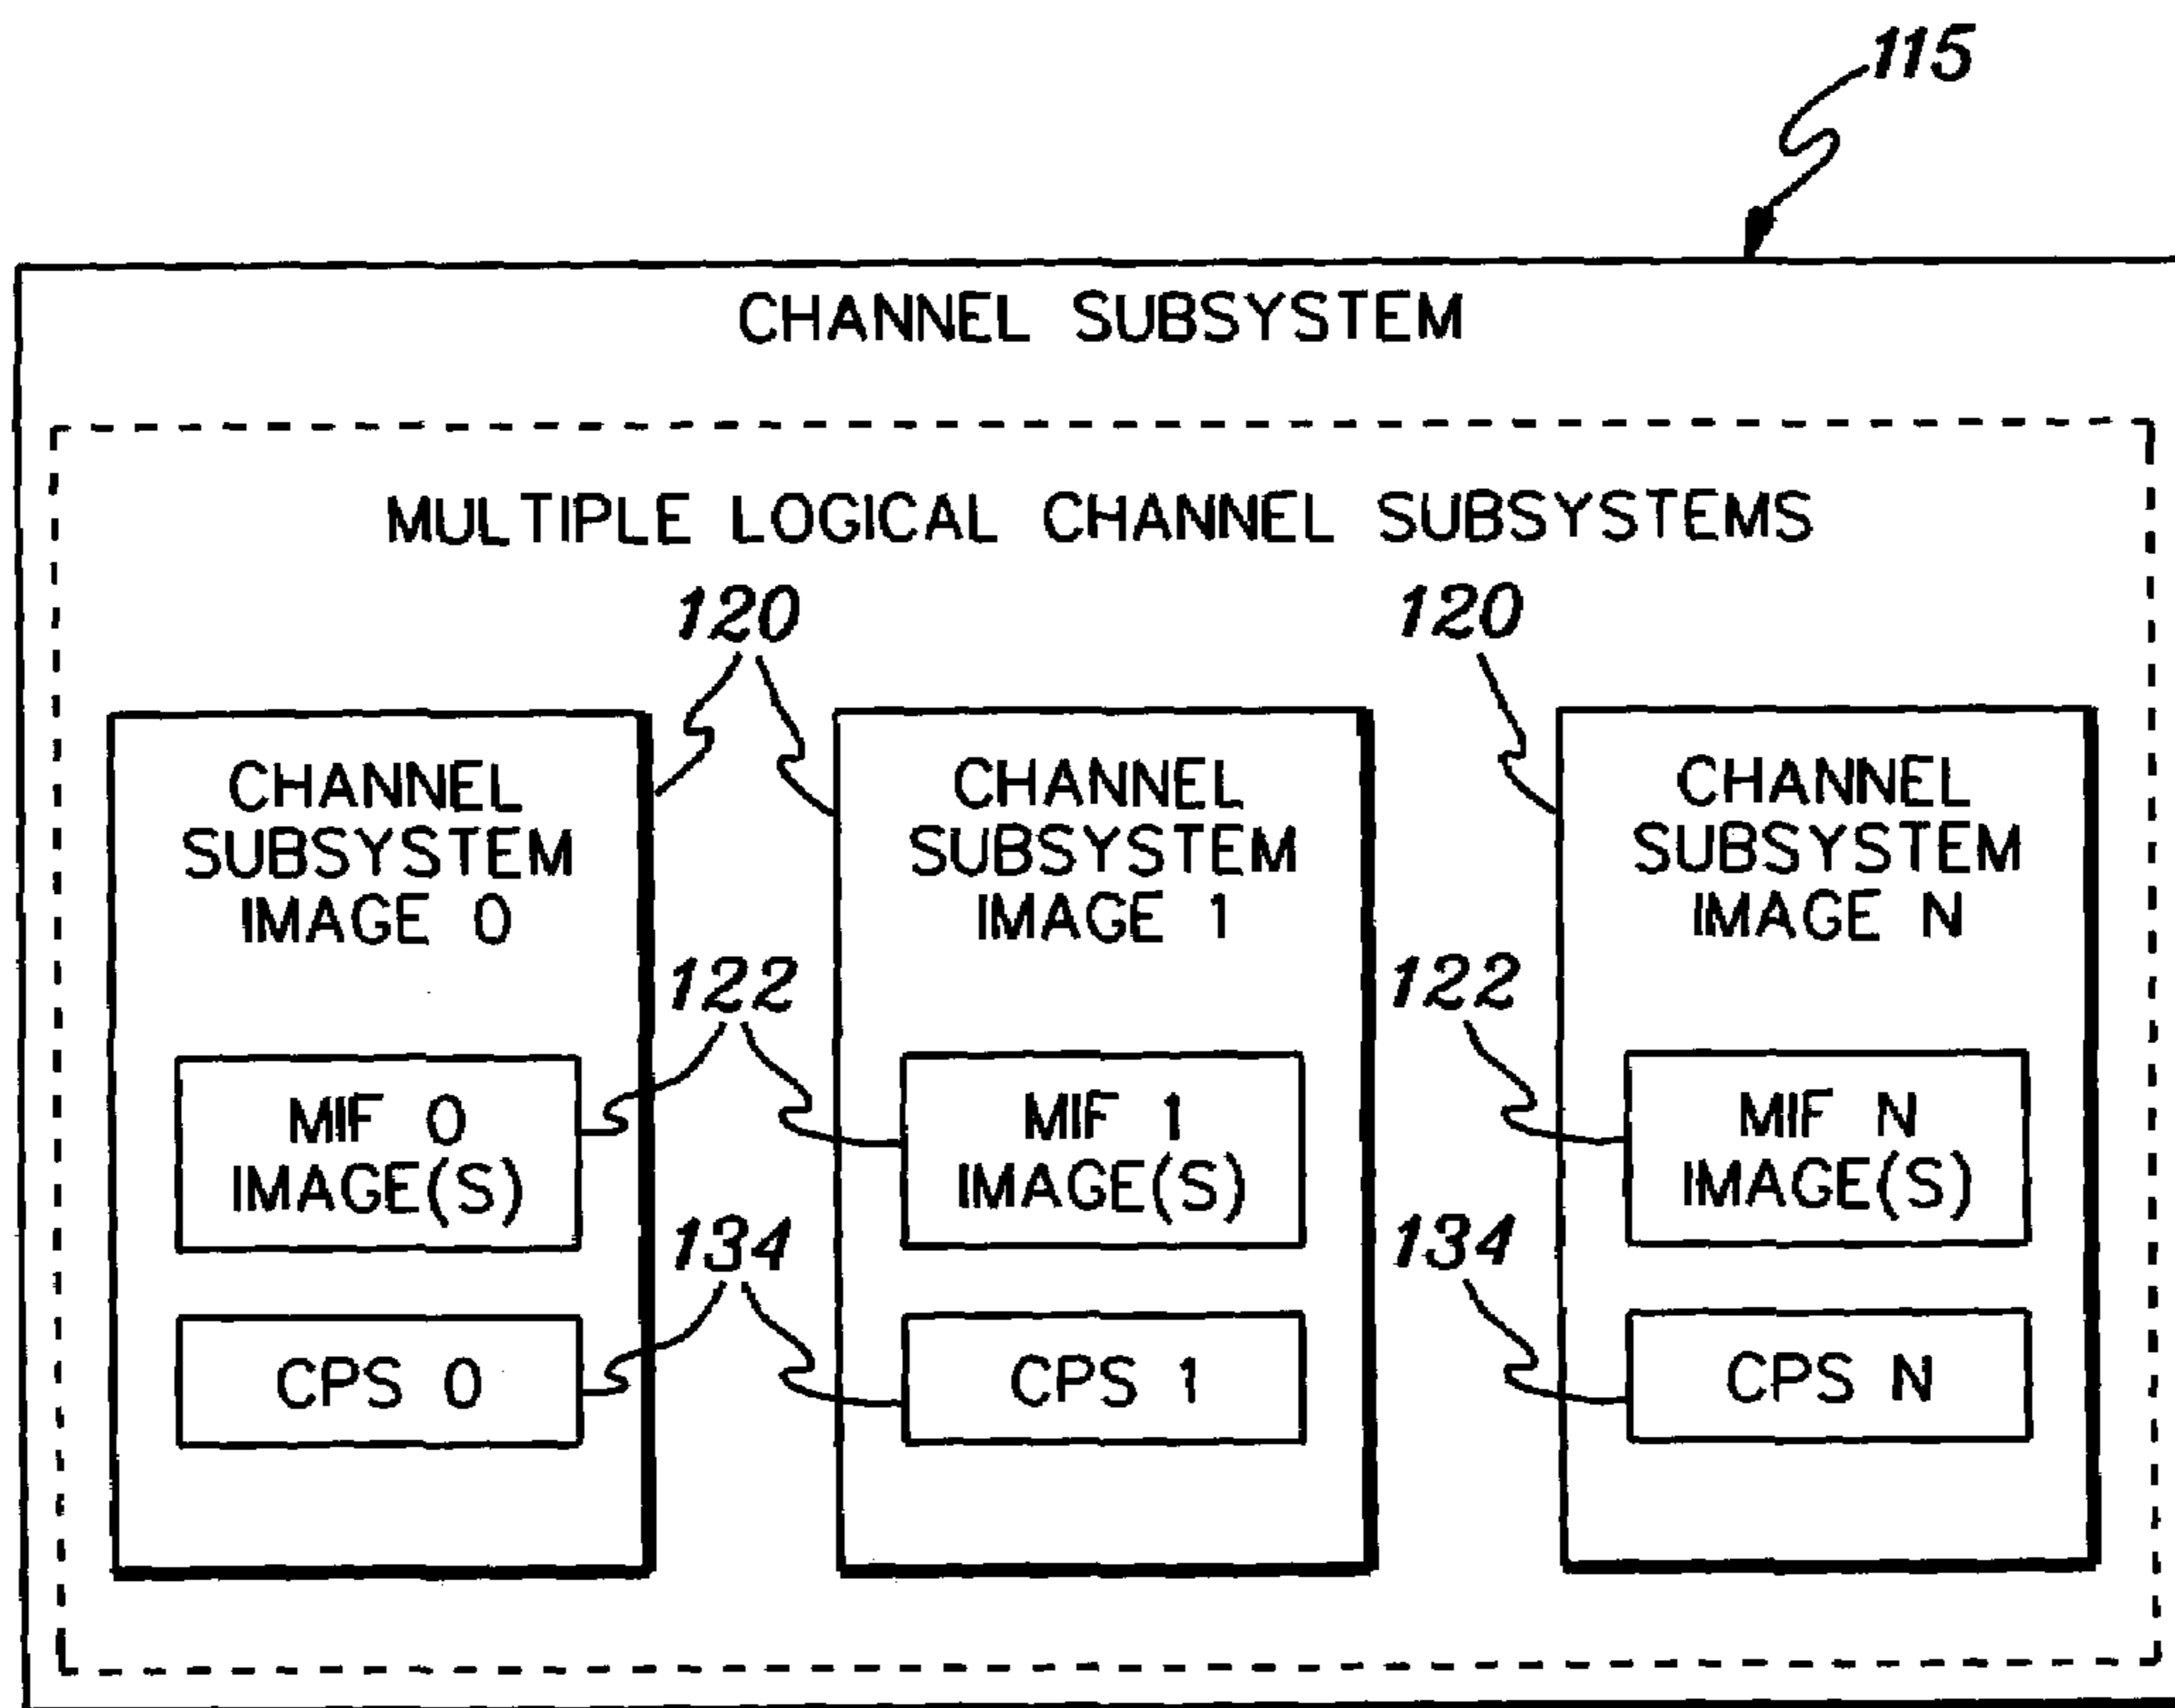 115
CHANNEL SUBSYSTEM
MULTIPLE LOGICAL CHANNEL SUBSYSTEMS
120
120
CHANNEL
SUBSYSTEM
IMAGE 0
CHANNEL
SUBSYSTEM
IMAGE 1
CHANNEL
SUBSYSTEM
IMAGE N
122
122
MIF 0
IMAGE(S)
MIF 1
IMAGE(S)
MIF N
IMAGE(S)
134
134
CPS 0
CPS 1
CPS N